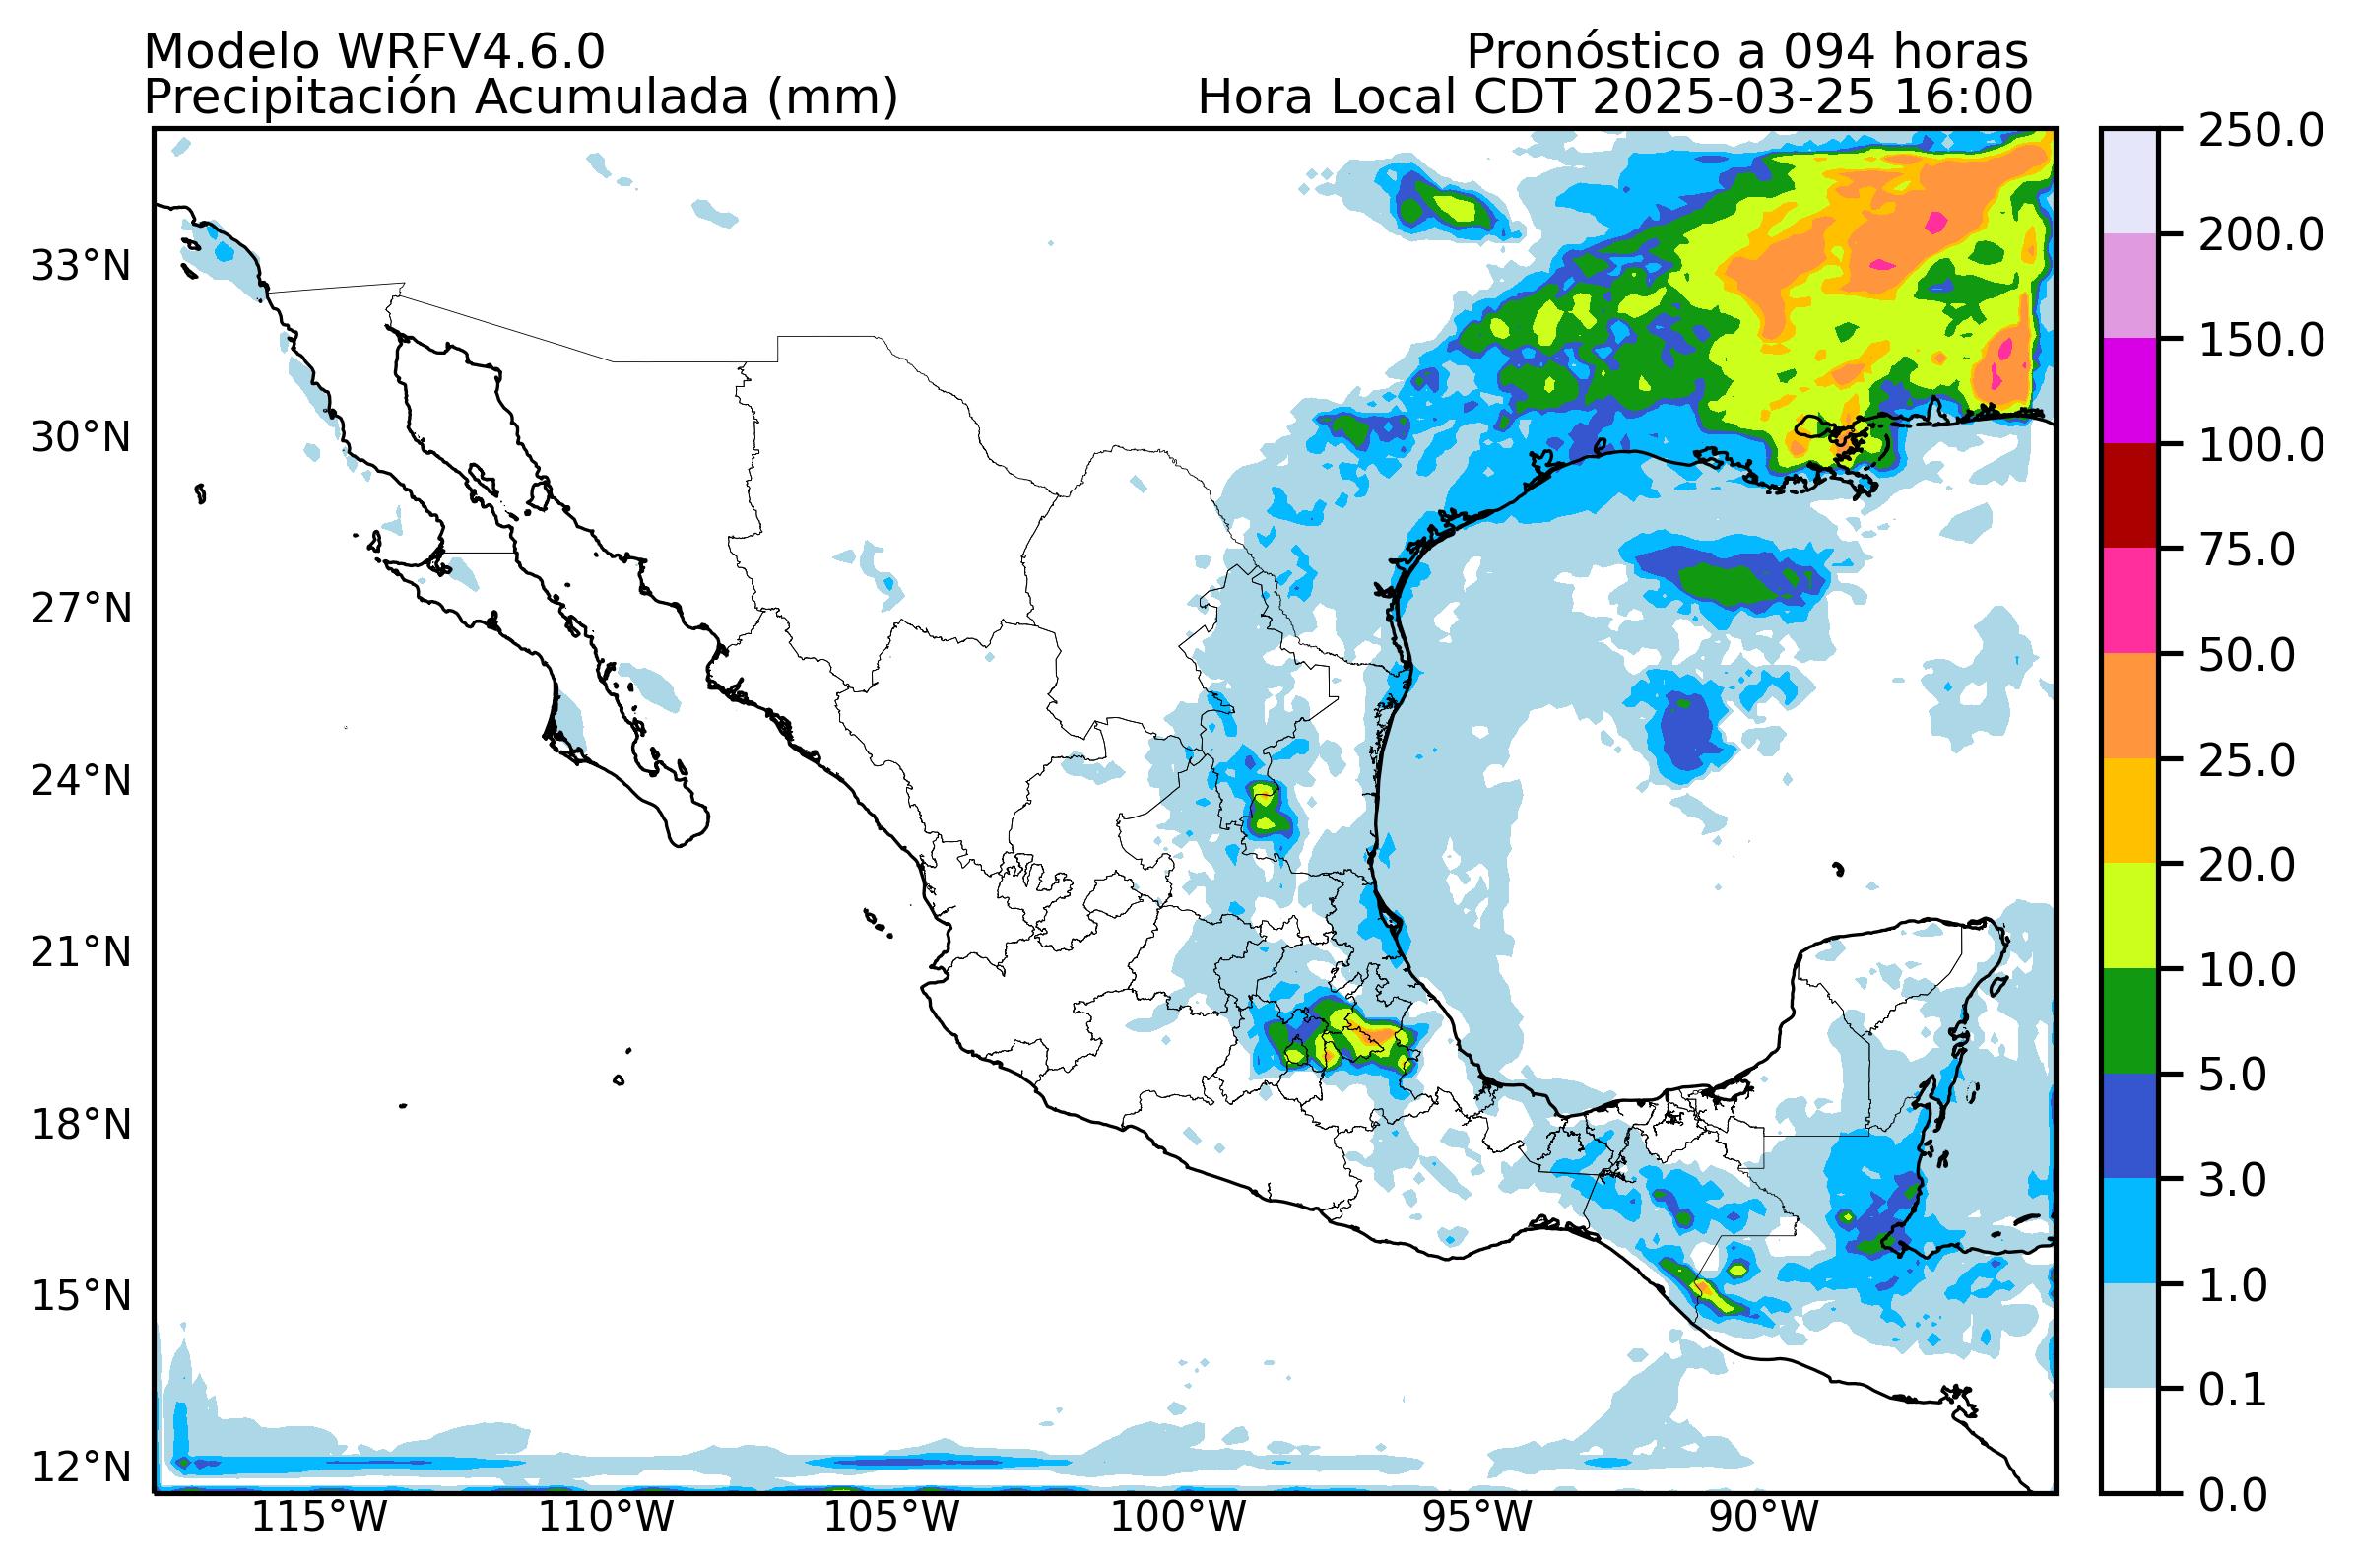 Modelo WRFV4.6.0
Pronóstico a 094 horas
Precipitación Acumulada (mm)
Hora Local CDT 2025-03-25 16:00
33°N
30°N
27°N
24°N
21°N
18°N
15°N
12°N
115°W
110°W
105°W
100°W
95°W
90°W
250.0
200.0
150.0
100.0
75.0
50.0
25.0
20.0
10.0
5.0
3.0
1.0
0.1
0.0